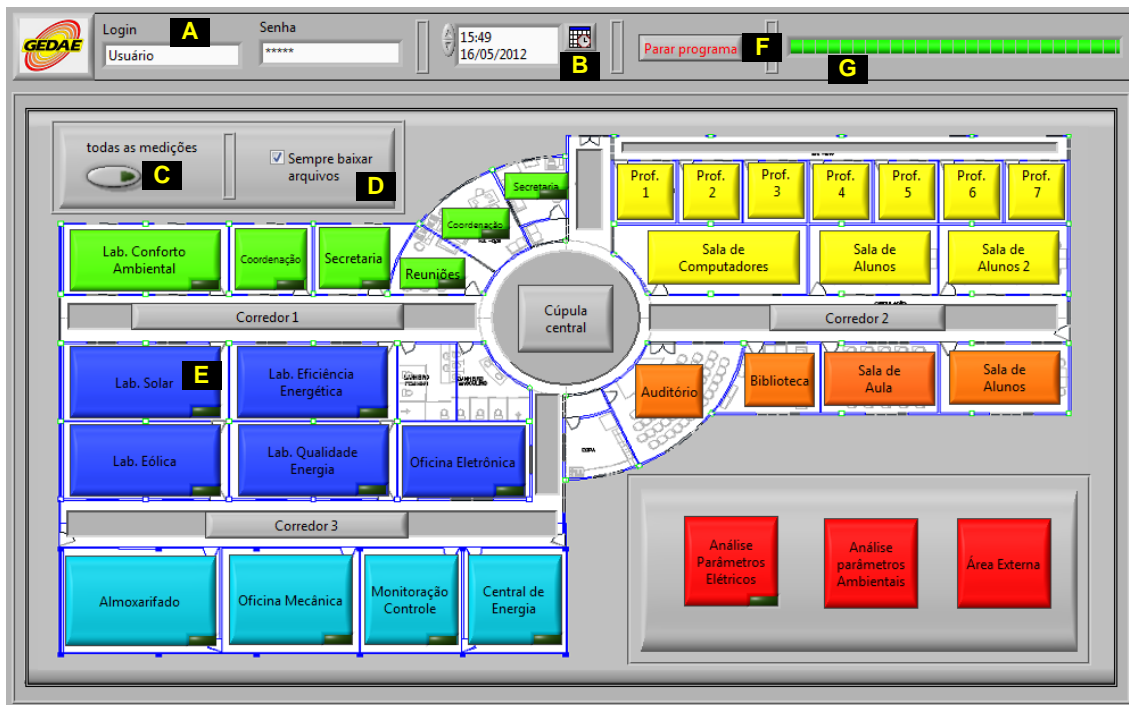 GEDAE
Login
A
Usuário
Senha
*****
15:49
16/05/2012
B
Parar programa
F
G
todas as medições
C
Sempre baixar
arquivos
D
Secretaria
Coordenação
Reuniões
Prof.
1
Prof.
2
Prof.
3
Prof.
4
Prof.
5
Prof.
6
Prof.
7
Lab. Conforto
Ambiental
Coordenação
Secretaria
Sala de
Computadores
Sala de
Alunos
Sala de
Alunos 2
Corredor 1
Cúpula
central
Corredor 2
Lab. Solar
E
Lab. Eficiência
Energética
Auditório
Biblioteca
Sala de
Aula
Sala de
Alunos
Lab. Eólica
Lab. Qualidade
Energia
Oficina Eletrônica
COPA
Corredor 3
Análise
Parâmetros
Elétricos
Análise
parâmetros
Ambientais
Área Externa
Almoxarifado
Oficina Mecânica
Monitoração
Controle
Central de
Energia